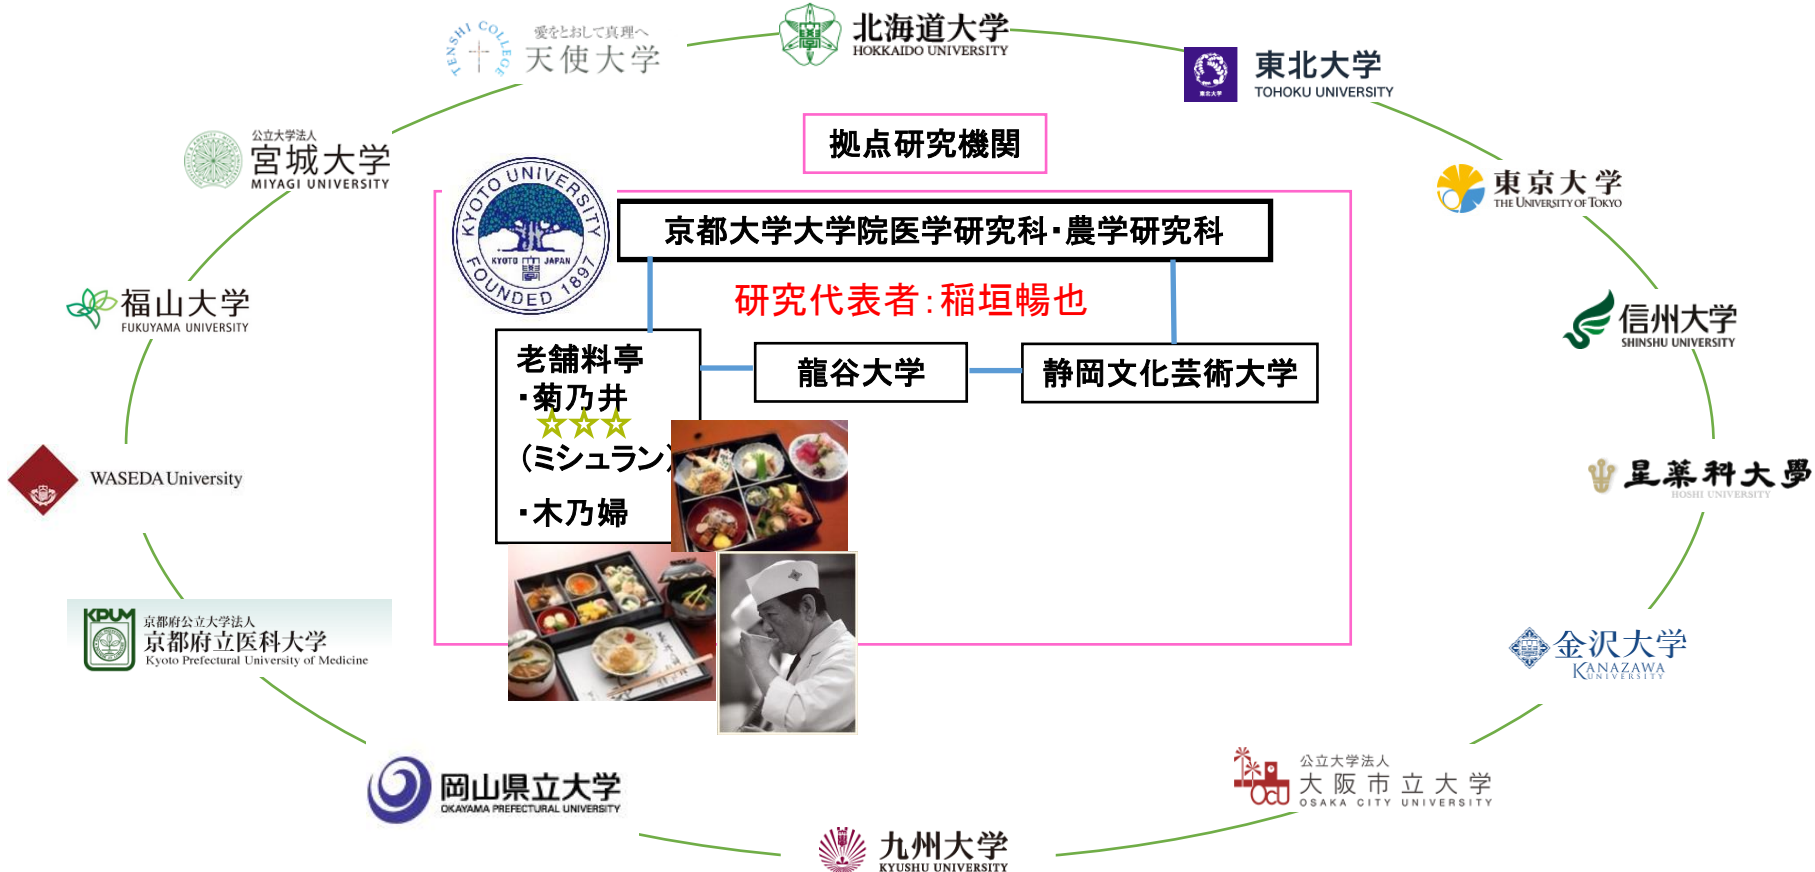 TENSHI COLLEGE
愛をとおして真理へ
天使大学
北海道大学
HOKKAIDO UNIVERSITY
東北大学
東北大学
TOHOKU UNIVERSITY
公立大学法人
宮城大学
MIYAGI UNIVERSITY
拠点研究機関
東京大学
THE UNIVERSITY OF TOKYO
KYOTO UNIVERSITY
KYOTO JAPAN
FOUNDED 1897
京都大学大学院医学研究科・農学研究科
研究代表者：稲垣暢也
福山大学
FUKUYAMA UNIVERSITY
信州大学
SHINSHU UNIVERSITY
老舗料亭
・菊乃井
☆☆☆
（ミシュラン）
・木乃婦
龍谷大学
静岡文化芸術大学
WASEDA University
星薬科大學
HOSHI UNIVERSITY
KPUM
京都府公立大学法人
京都府立医科大学
Kyoto Prefectural University of Medicine
金沢大学
KANAZAWA
UNIVERSITY
岡山県立大学
OKAYAMA PREFECTURAL UNIVERSITY
OCU
公立大学法人
大阪市立大学
OSAKA CITY UNIVERSITY
九州大学
KYUSHU UNIVERSITY